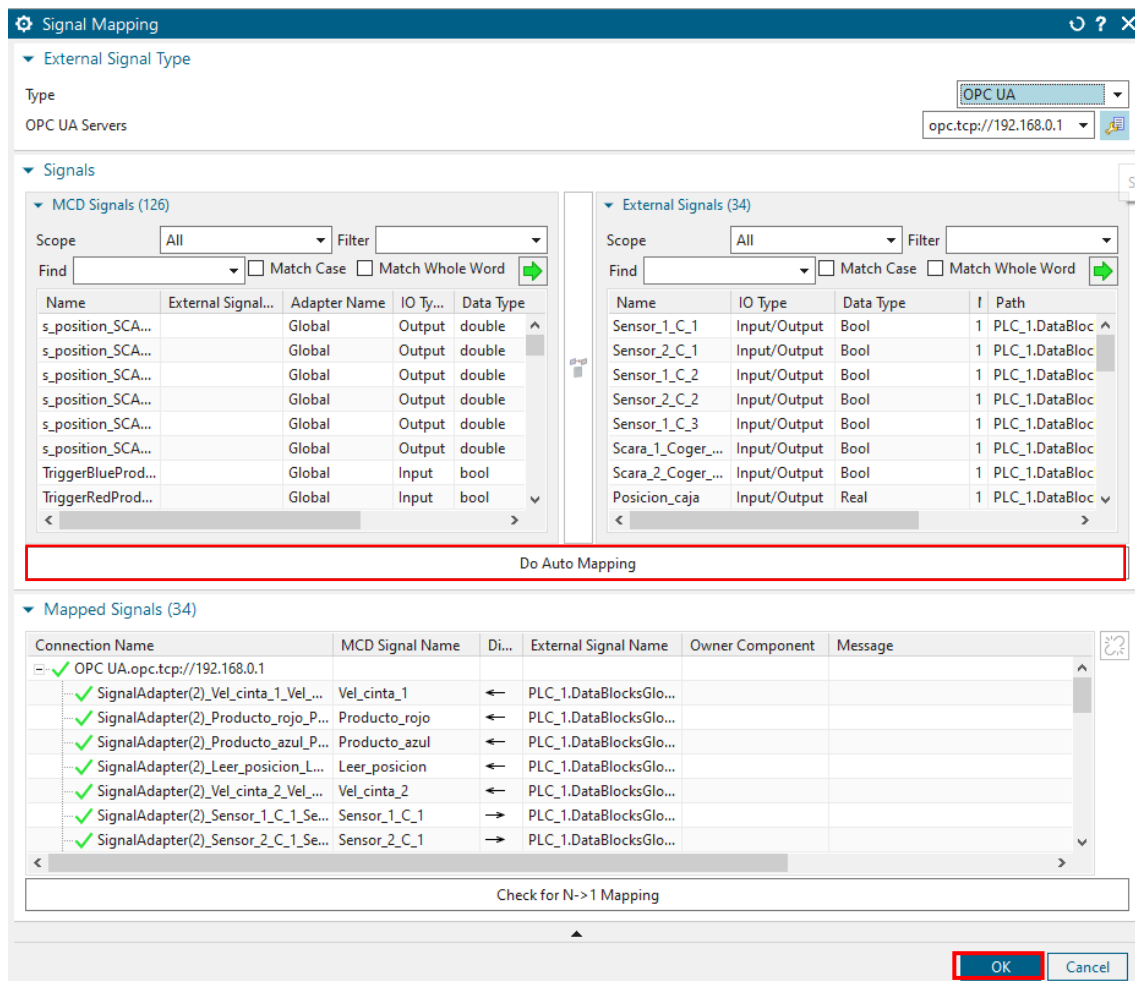 Signal Mapping
External Signal Type
Type OPC UA
OPC UA Servers opc.tcp://192.168.0.1
Signals
MCD Signals (126)
Scope All Filter
Find Match Case Match Whole Word
Name External Signal... Adapter Name IO Ty... Data Type
s_position_SCA... Global Output double
s_position_SCA... Global Output double
s_position_SCA... Global Output double
s_position_SCA... Global Output double
s_position_SCA... Global Output double
s_position_SCA... Global Output double
TriggerBlueProd... Global Input bool
TriggerRedProd... Global Input bool
External Signals (34)
Scope All Filter
Find Match Case Match Whole Word
Name IO Type Data Type Path
Sensor_1_C_1 Input/Output Bool 1 PLC_1.DataBloc
Sensor_2_C_1 Input/Output Bool 1 PLC_1.DataBloc
Sensor_1_C_2 Input/Output Bool 1 PLC_1.DataBloc
Sensor_2_C_2 Input/Output Bool 1 PLC_1.DataBloc
Sensor_1_C_3 Input/Output Bool 1 PLC_1.DataBloc
Scara_1_Coger_... Input/Output Bool 1 PLC_1.DataBloc
Scara_2_Coger_... Input/Output Bool 1 PLC_1.DataBloc
Posicion_caja Input/Output Real 1 PLC_1.DataBloc
Do Auto Mapping
Mapped Signals (34)
Connection Name MCD Signal Name Di... External Signal Name Owner Component Message
OPC UA.opc.tcp://192.168.0.1
SignalAdapter(2)_Vel_cinta_1_Vel_... Vel_cinta_1 ← PLC_1.DataBlocksGlo...
SignalAdapter(2)_Producto_rojo_P... Producto_rojo ← PLC_1.DataBlocksGlo...
SignalAdapter(2)_Producto_azul_P... Producto_azul ← PLC_1.DataBlocksGlo...
SignalAdapter(2)_Leer_posicion_L... Leer_posicion ← PLC_1.DataBlocksGlo...
SignalAdapter(2)_Vel_cinta_2_Vel_... Vel_cinta_2 ← PLC_1.DataBlocksGlo...
SignalAdapter(2)_Sensor_1_C_1_Se... Sensor_1_C_1 → PLC_1.DataBlocksGlo...
SignalAdapter(2)_Sensor_2_C_1_Se... Sensor_2_C_1 → PLC_1.DataBlocksGlo...
Check for N->1 Mapping
OK Cancel